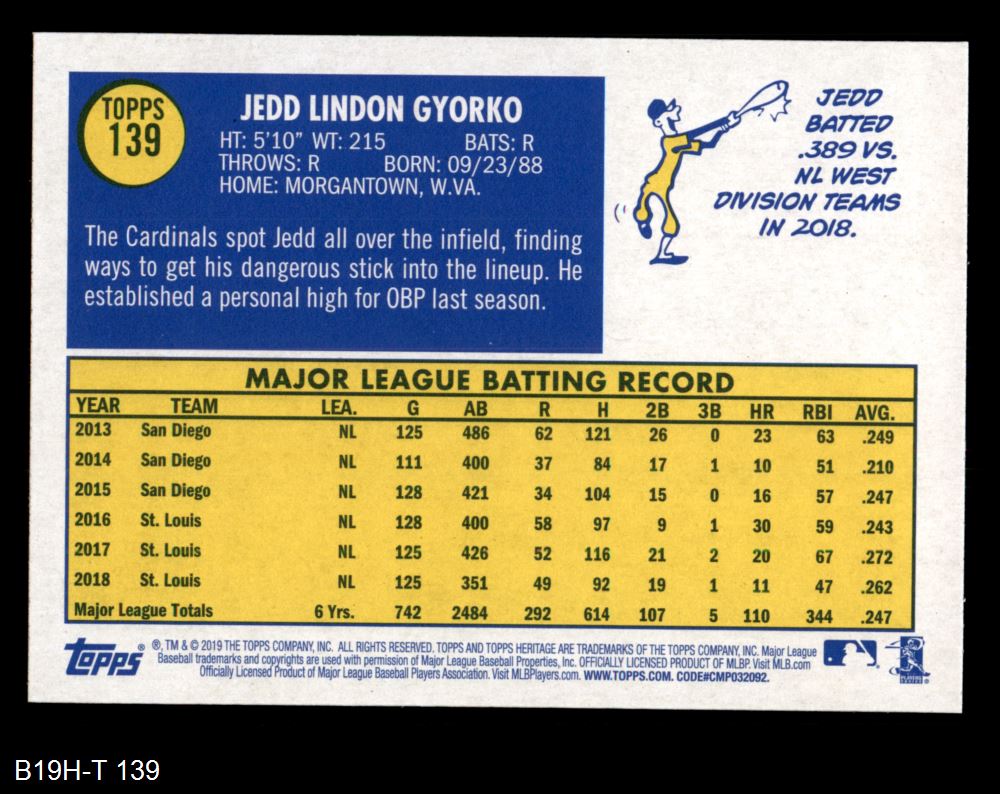 TOPPS
139
JEDD LINDON GYORKO
HT: 5'10" WT: 215 BATS: R
THROWS: R BORN: 09/23/88
HOME: MORGANTOWN, W.VA.
The Cardinals spot Jedd all over the infield, finding
ways to get his dangerous stick into the lineup. He
established a personal high for OBP last season.
JEDD
BATTED
.389 VS.
NL WEST
DIVISION TEAMS
IN 2018.
MAJOR LEAGUE BATTING RECORD
YEAR TEAM LEA. G AB R H 2B 3B HR RBI AVG.
2013 San Diego NL 125 486 62 121 26 0 23 63 .249
2014 San Diego NL 111 400 37 84 17 1 10 51 .210
2015 San Diego NL 128 421 34 104 15 0 16 57 .247
2016 St. Louis NL 128 400 58 97 9 1 30 59 .243
2017 St. Louis NL 125 426 52 116 21 2 20 67 .272
2018 St. Louis NL 125 351 49 92 19 1 11 47 .262
Major League Totals 6 Yrs. 742 2484 292 614 107 5 110 344 .247
topps®
®, TM & © 2019 THE TOPPS COMPANY, INC. ALL RIGHTS RESERVED. TOPPS AND TOPPS HERITAGE ARE TRADEMARKS OF THE TOPPS COMPANY, INC. Major League
Baseball trademarks and copyrights are used with permission of Major League Baseball Properties, Inc. OFFICIALLY LICENSED PRODUCT OF MLBP. Visit MLB.com
Officially Licensed Product of Major League Baseball Players Association. Visit MLBPlayers.com. WWW.TOPPS.COM. CODE#CMP032092.
B19H-T 139